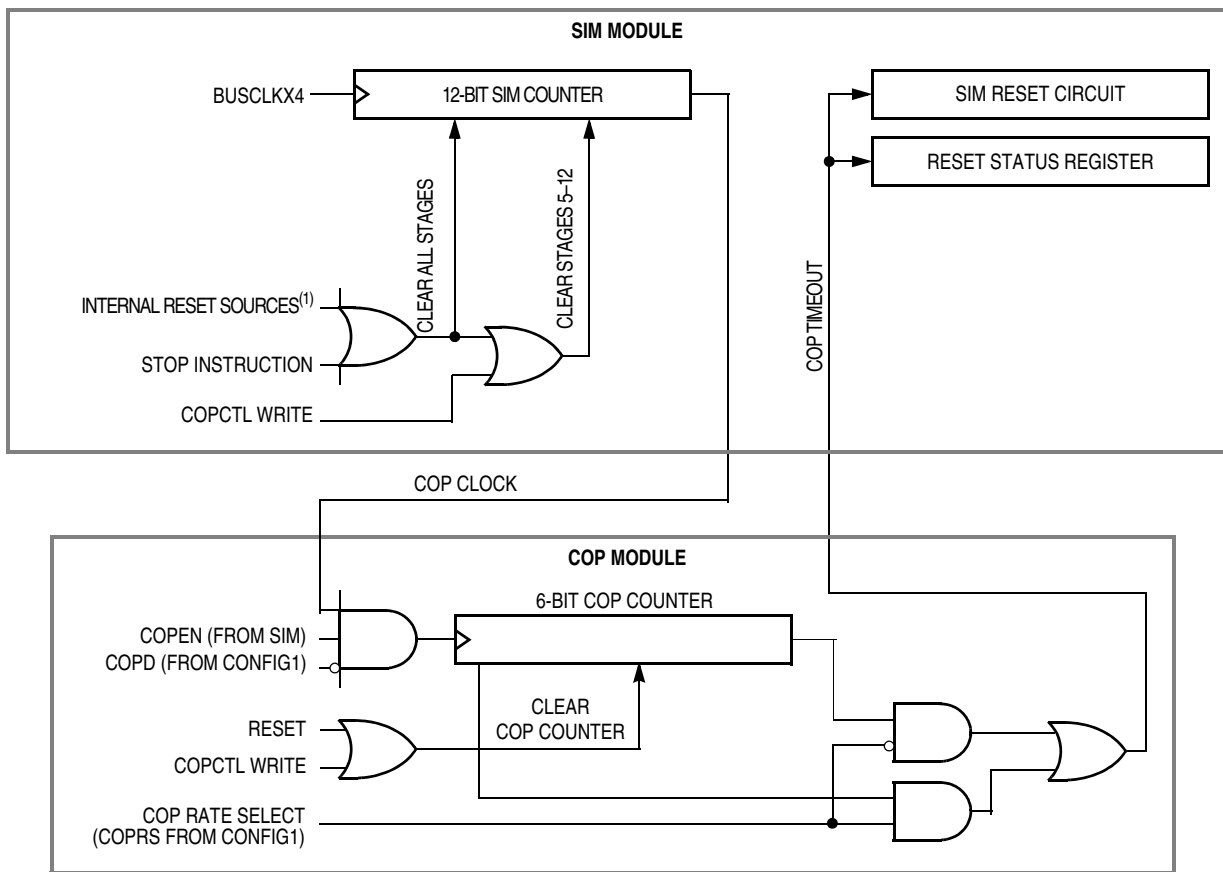 SIM MODULE
BUSCLKX4
12-BIT SIM COUNTER
SIM RESET CIRCUIT
RESET STATUS REGISTER
CLEAR ALL STAGES
CLEAR STAGES 5–12
INTERNAL RESET SOURCES(1)
STOP INSTRUCTION
COPCTL WRITE
COP TIMEOUT
COP CLOCK
COP MODULE
6-BIT COP COUNTER
COPEN (FROM SIM)
COPD (FROM CONFIG1)
RESET
COPCTL WRITE
CLEAR
COP COUNTER
COP RATE SELECT
(COPRS FROM CONFIG1)